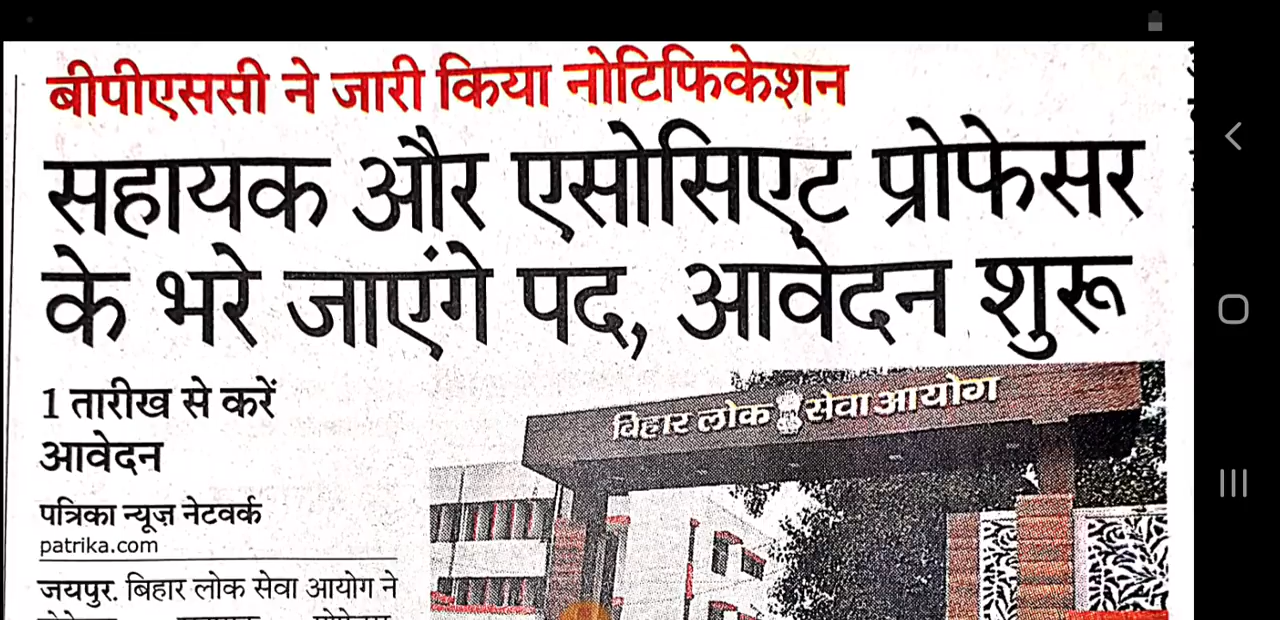 बीपीएससी ने जारी किया नोटिफिकेशन
सहायक और एसोसिएट प्रोफेसर
के भरे जाएंगे पद, आवेदन शुरू
1 तारीख से करें
आवेदन
पत्रिका न्यूज़ नेटवर्क
patrika.com
जयपुर. बिहार लोक सेवा आयोग ने
बिहार लोक सेवा आयोग